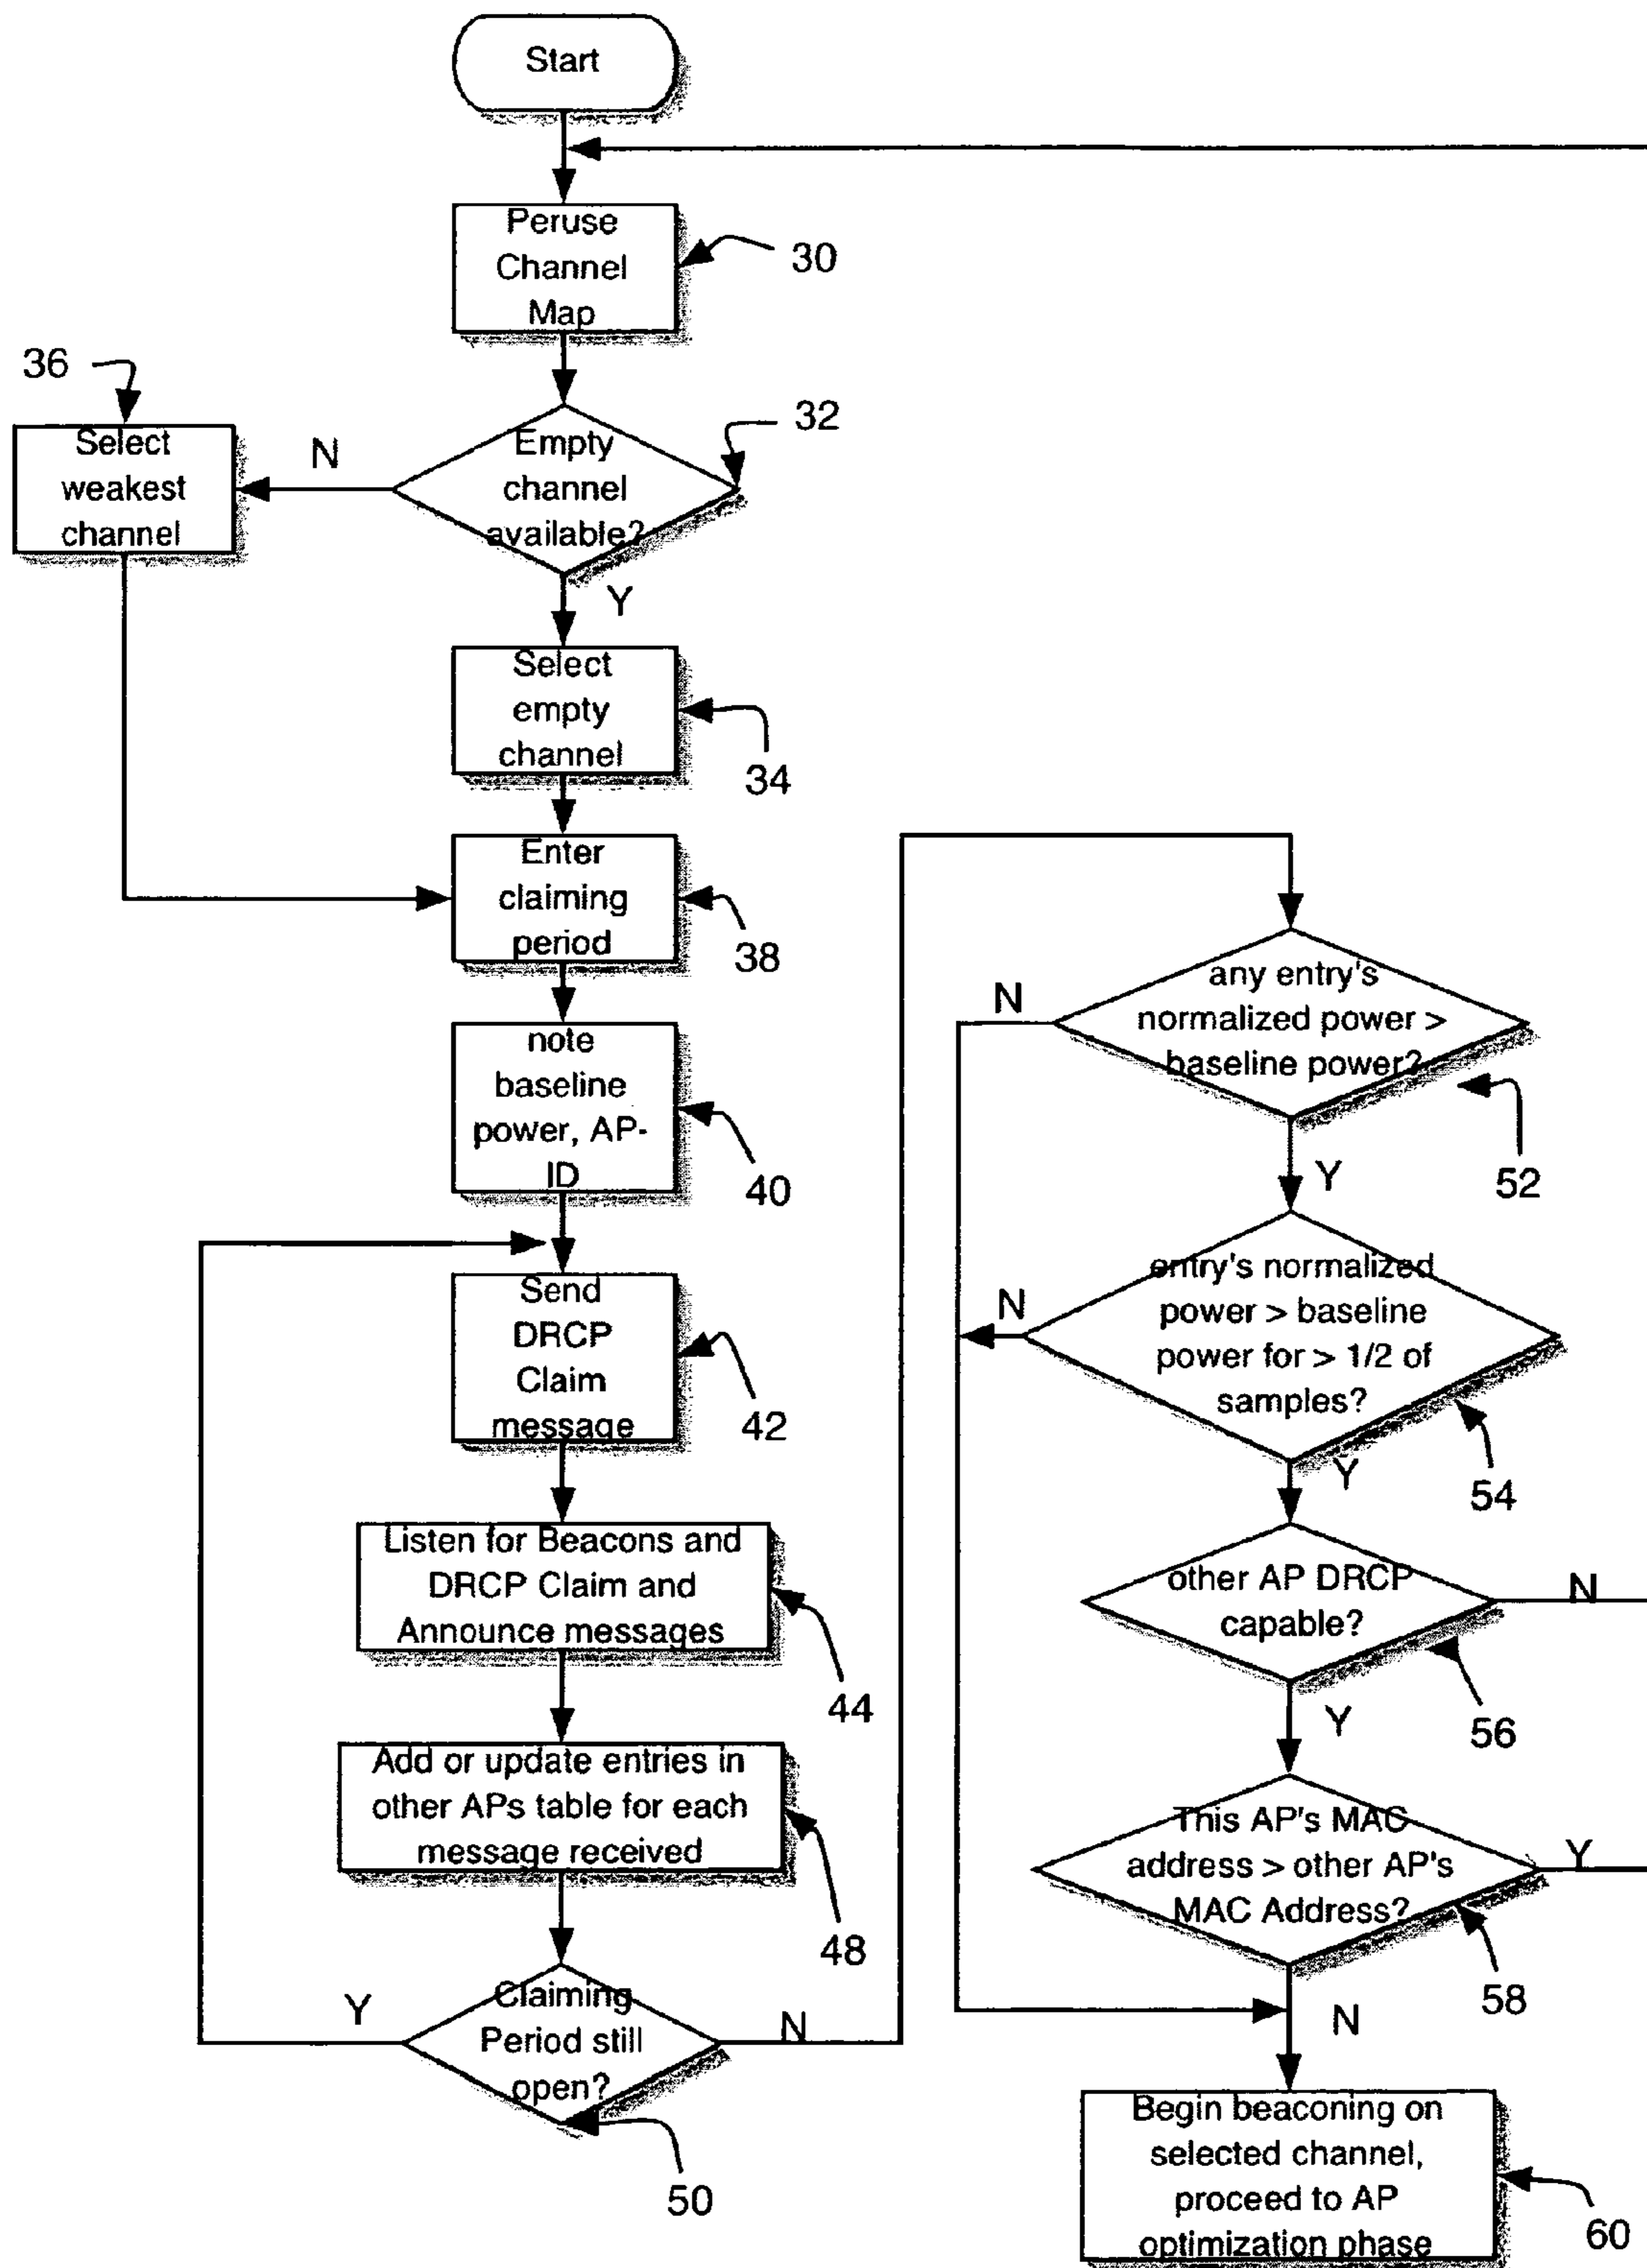 Start
Peruse
Channel
Map
30
36
Select
weakest
channel
N
Empty
channel
available?
32
Y
Select
empty
channel
34
Enter
claiming
period
38
note
baseline
power, AP-
ID
40
Send
DRCP
Claim
message
42
Listen for Beacons and
DRCP Claim and
Announce messages
44
Add or update entries in
other APs table for each
message received
48
Claiming
Period still
open?
Y
N
50
any entry's
normalized power >
baseline power?
N
52
Y
entry's normalized
power > baseline
power for > 1/2 of
samples?
N
54
Y
other AP DRCP
capable?
N
56
Y
This AP's MAC
address > other AP's
MAC Address?
Y
58
N
Begin beaconing on
selected channel,
proceed to AP
optimization phase
60